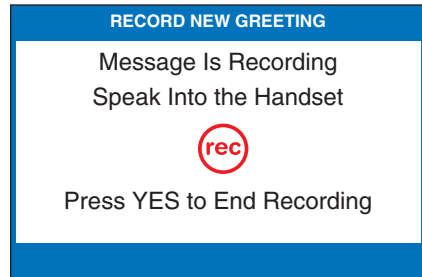 RECORD NEW GREETING
Message Is Recording
Speak Into the Handset
rec
Press YES to End Recording